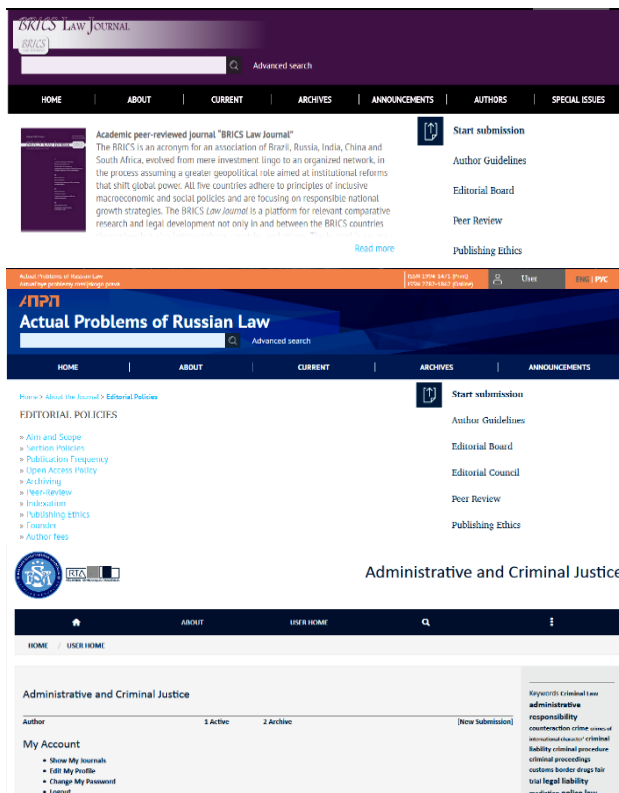 BRICS LAW JOURNAL
BRICS
Advanced search
HOME ABOUT CURRENT ARCHIVES ANNOUNCEMENTS AUTHORS SPECIAL ISSUES
Academic peer-reviewed journal "BRICS Law Journal"
The BRICS is an acronym for an association of Brazil, Russia, India, China and
South Africa, evolved from mere investment lingo to an organized network, in
the process assuming a greater geopolitical role aimed at institutional reforms
that shift global power. All five countries adhere to principles of inclusive
macroeconomic and social policies and are focusing on responsible national
growth strategies. The BRICS Law Journal is a platform for relevant comparative
research and legal development not only in and between the BRICS countries
Read more
Start submission
Author Guidelines
Editorial Board
Peer Review
Publishing Ethics
Actual Problems of Russian Law
ISSN 1994-1471 (Print)
User
ENG | РУС
АПРП
Actual Problems of Russian Law
Advanced search
HOME ABOUT CURRENT ARCHIVES ANNOUNCEMENTS
Home > About the Journal > Editorial Policies
EDITORIAL POLICIES
» Aim and Scope
» Section Policies
» Publication Frequency
» Open Access Policy
» Archiving
» Peer-Review
» Indexation
» Publishing Ethics
» Founder
» Author fees
Start submission
Author Guidelines
Editorial Board
Editorial Council
Peer Review
Publishing Ethics
RTA
Administrative and Criminal Justice
ABOUT USER HOME
HOME / USER HOME
Administrative and Criminal Justice
Author 1 Active 2 Archive [New Submission]
My Account
• Show My Journals
• Edit My Profile
• Change My Password
• Logout
Keywords Criminal Law
administrative
responsibility
counteraction crime crimes of
international character' criminal
liability criminal procedure
criminal proceedings
customs border drugs fair
trial legal liability
mediation police law